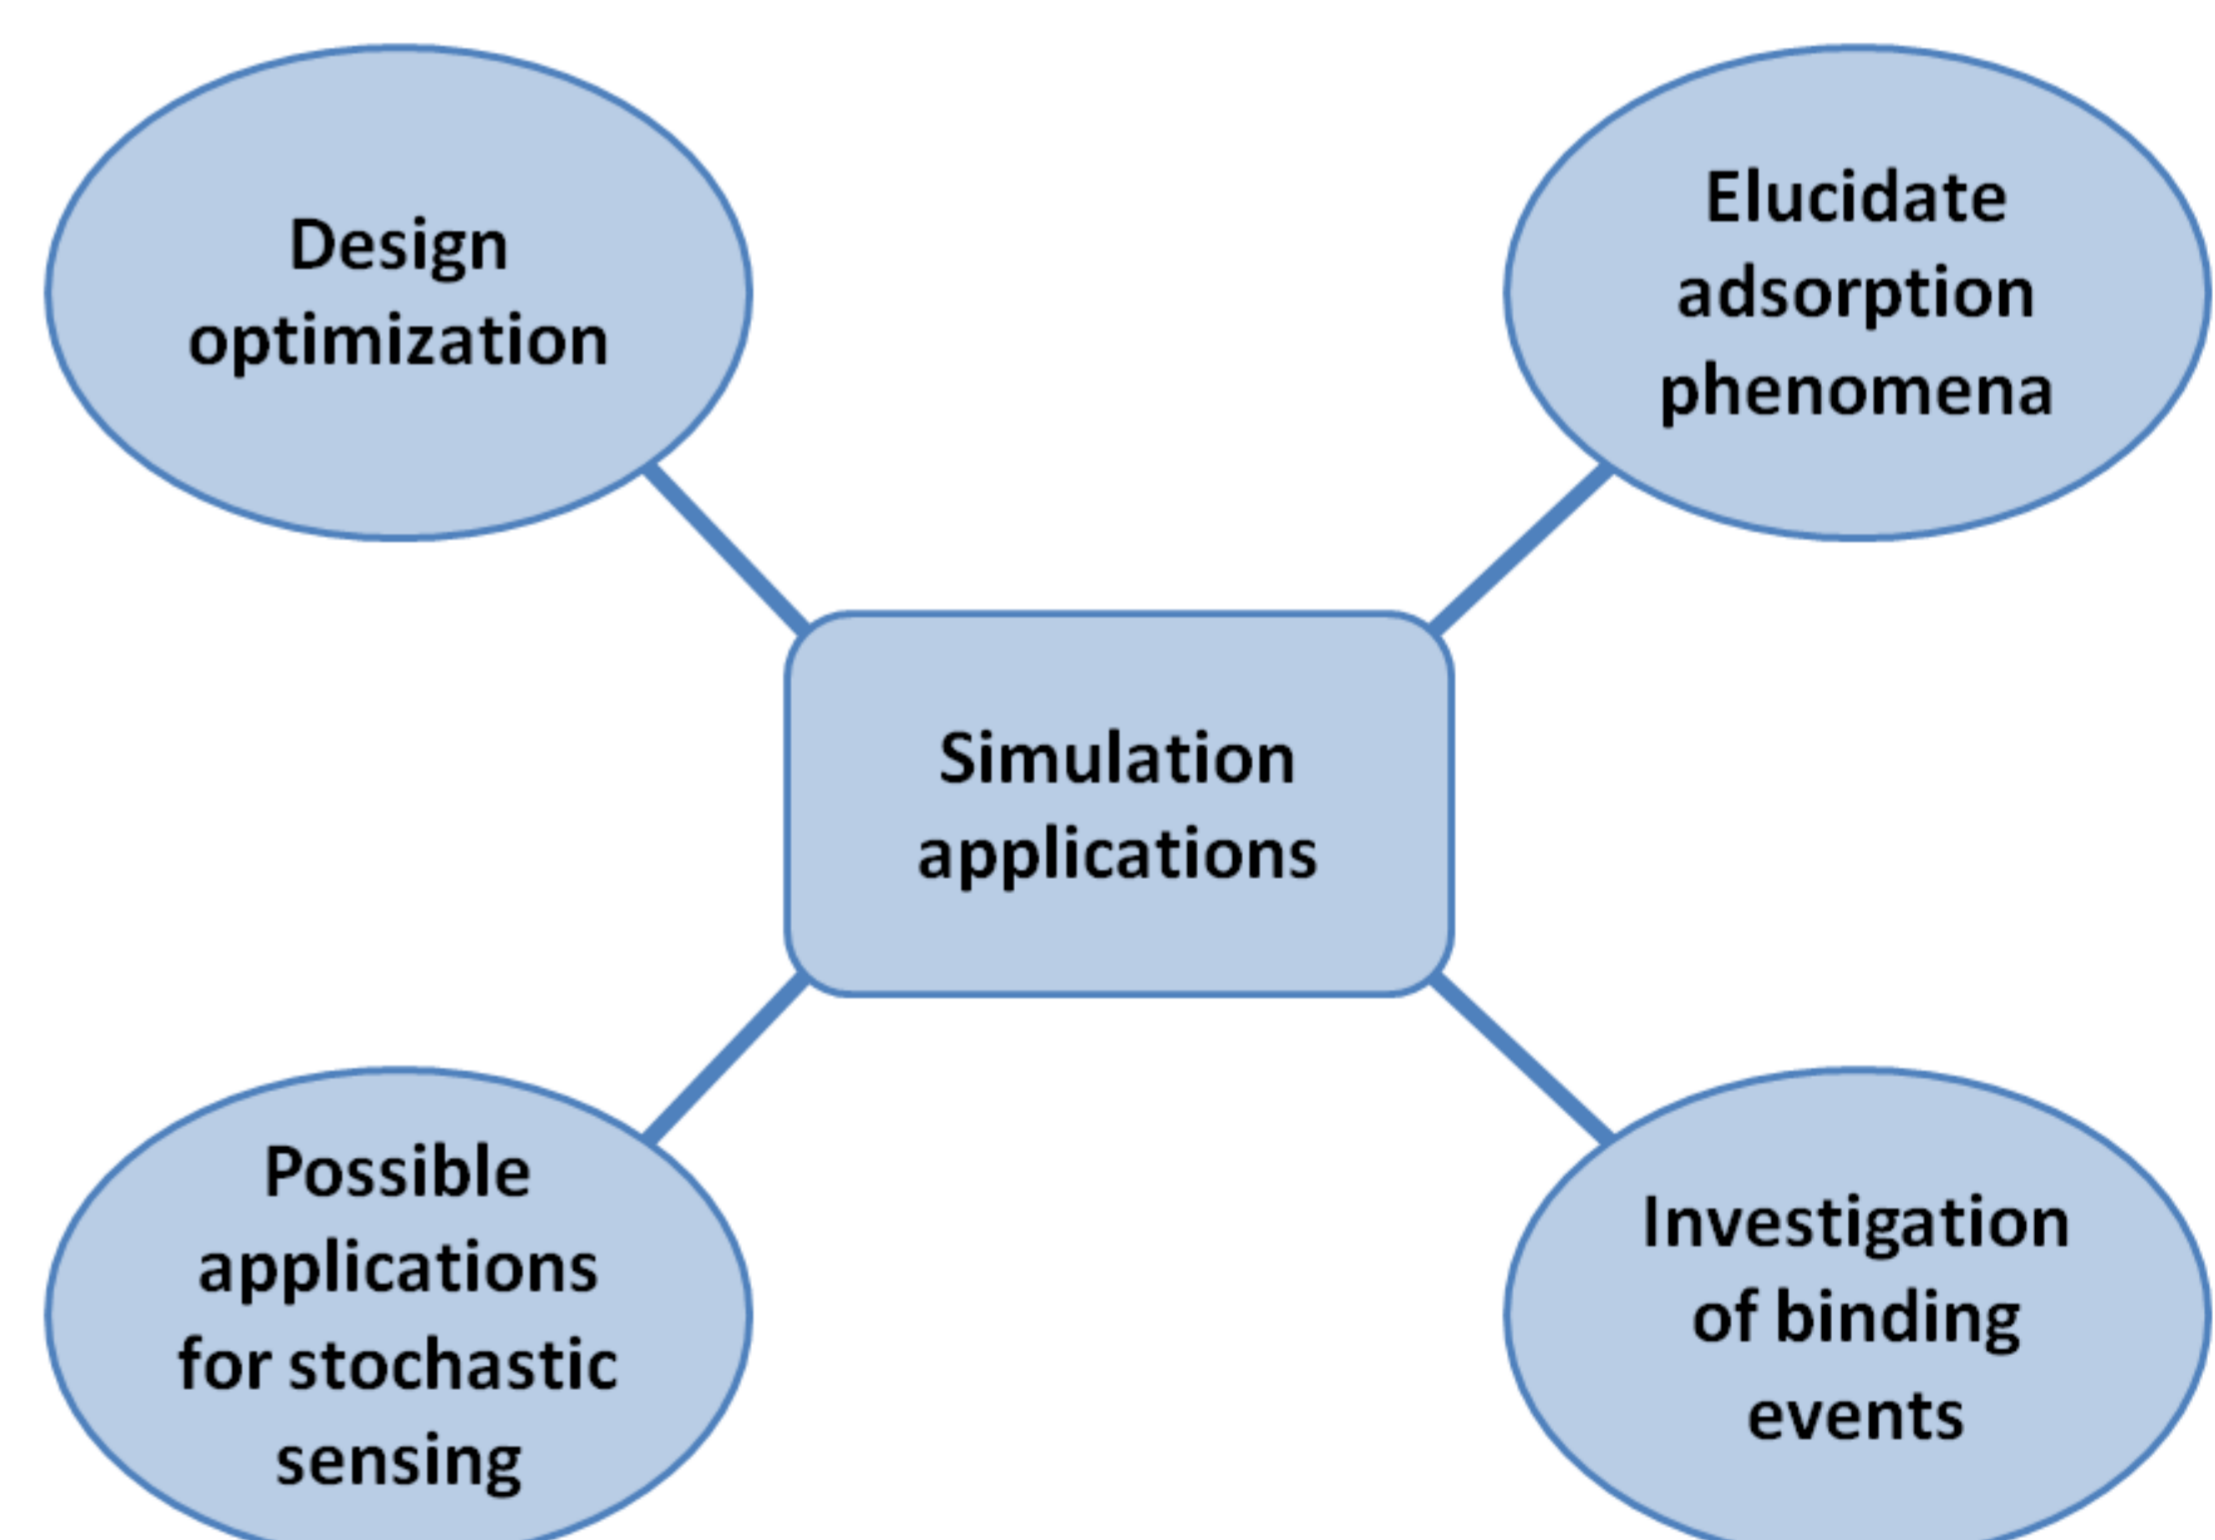 Design
optimization
Elucidate
adsorption
phenomena
Simulation
applications
Possible
applications
for stochastic
sensing
Investigation
of binding
events